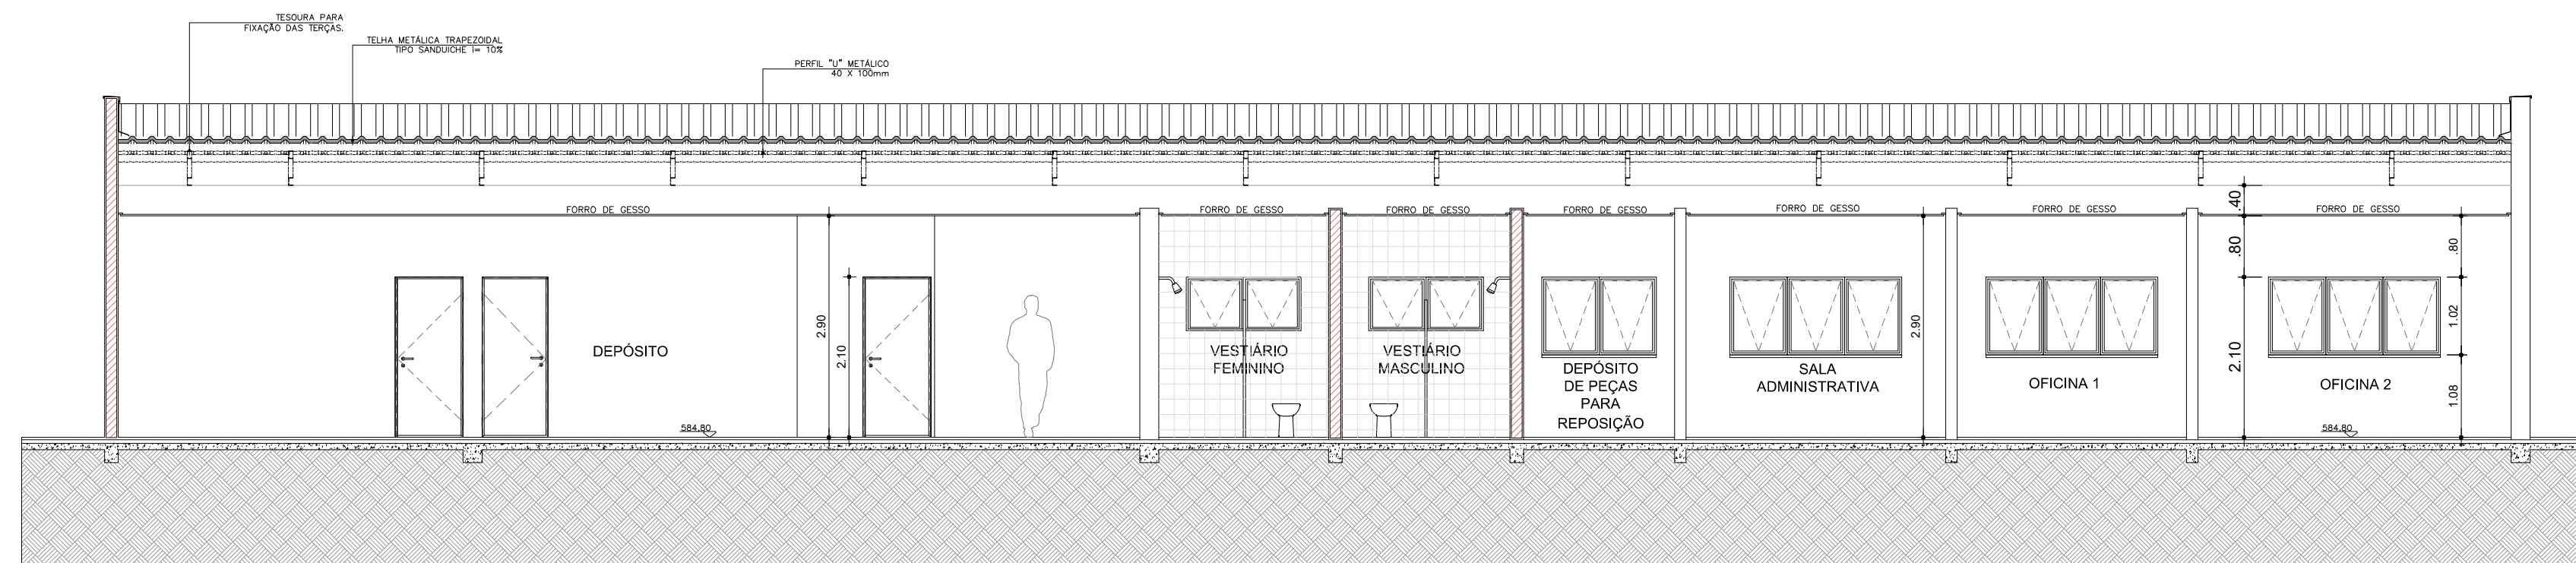 TESOURA PARA
FIXAÇÃO DAS TERÇAS.
TELHA METÁLICA TRAPEZOIDAL
TIPO SANDUICHE i= 10%
PERFIL "U" METÁLICO
40 X 100mm
FORRO DE GESSO
FORRO DE GESSO
FORRO DE GESSO
FORRO DE GESSO
FORRO DE GESSO
FORRO DE GESSO
FORRO DE GESSO
.40
.80
.80
2.90
2.10
2.90
2.10
1.02
1.08
DEPÓSITO
VESTIÁRIO
FEMININO
VESTIÁRIO
MASCULINO
DEPÓSITO
DE PEÇAS
PARA
REPOSIÇÃO
SALA
ADMINISTRATIVA
OFICINA 1
OFICINA 2
584.80
584.80